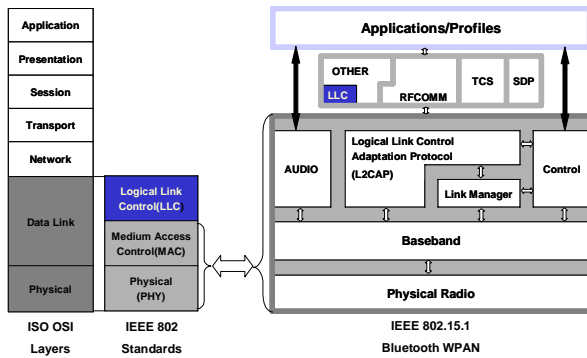 Application
Presentation
Session
Transport
Network
Data Link
Physical
ISO OSI
Layers
Logical Link
Control(LLC)
Medium Access
Control(MAC)
Physical
(PHY)
IEEE 802
Standards
Applications/Profiles
OTHER
LLC
RFCOMM
TCS
SDP
AUDIO
Logical Link Control
Adaptation Protocol
(L2CAP)
Control
Link Manager
Baseband
Physical Radio
IEEE 802.15.1
Bluetooth WPAN